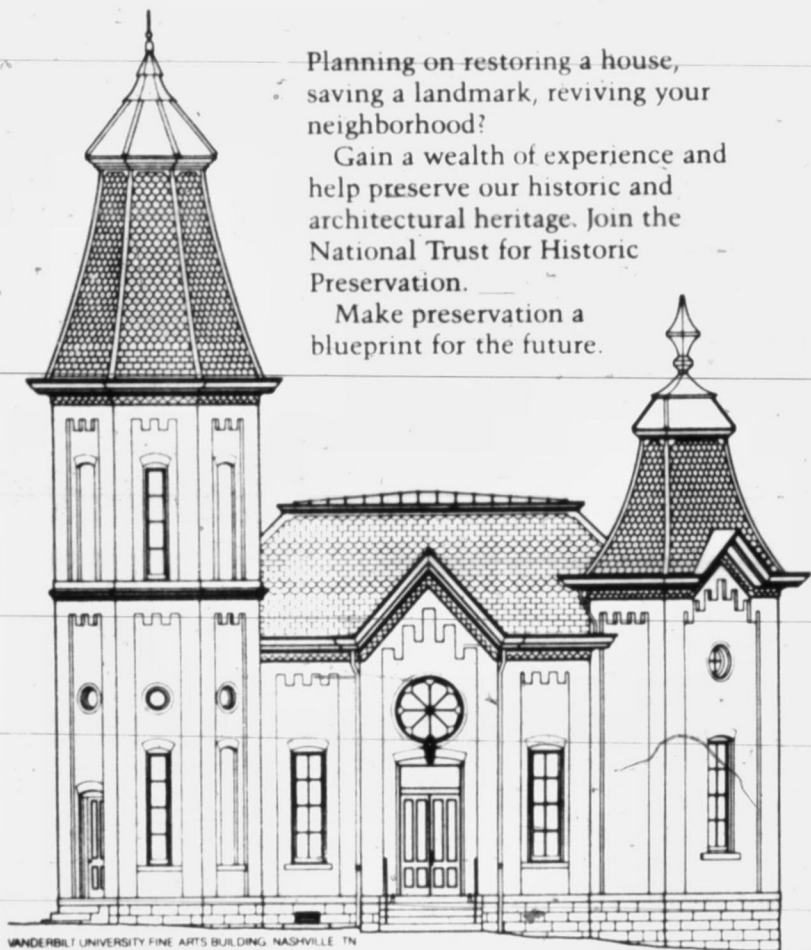 Planning on restoring a house,
saving a landmark, reviving your
neighborhood?
Gain a wealth of experience and
help preserve our historic and
architectural heritage. Join the
National Trust for Historic
Preservation.
Make preservation a
blueprint for the future.
VANDERBILT UNIVERSITY FINE ARTS BUILDING NASHVILLE TN